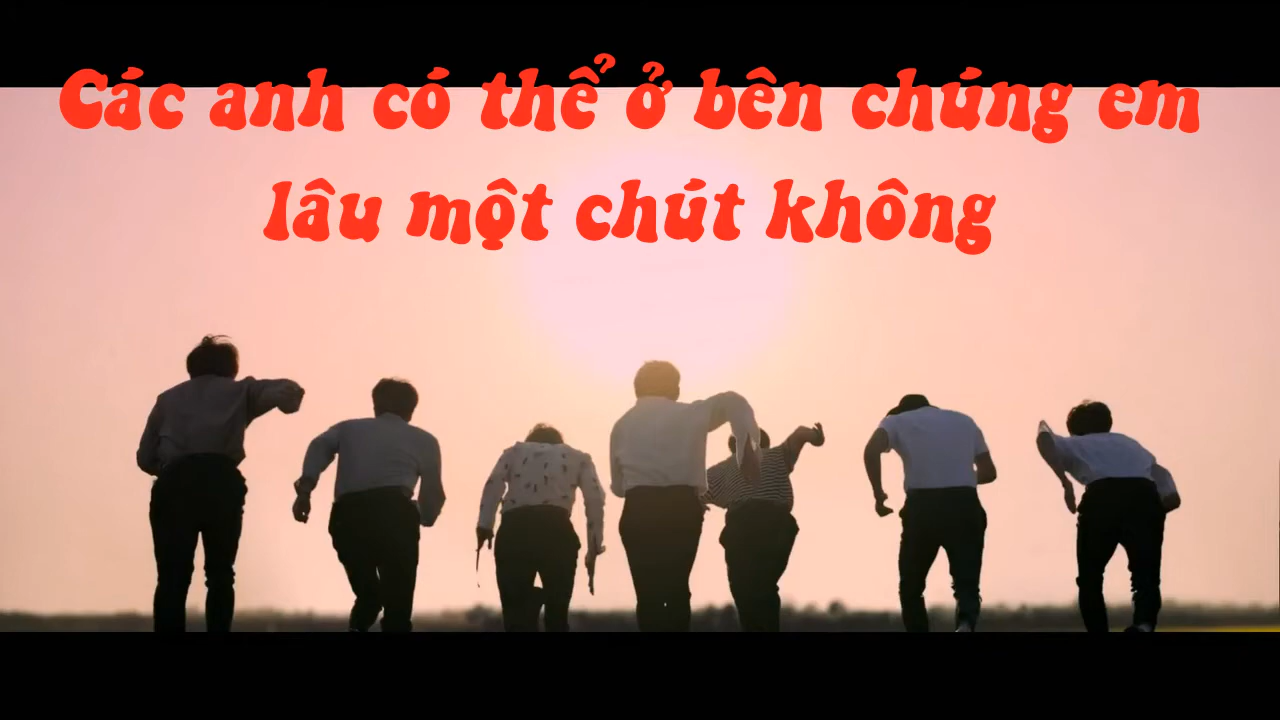 Các anh có thể ở bên chúng em
lâu một chút không